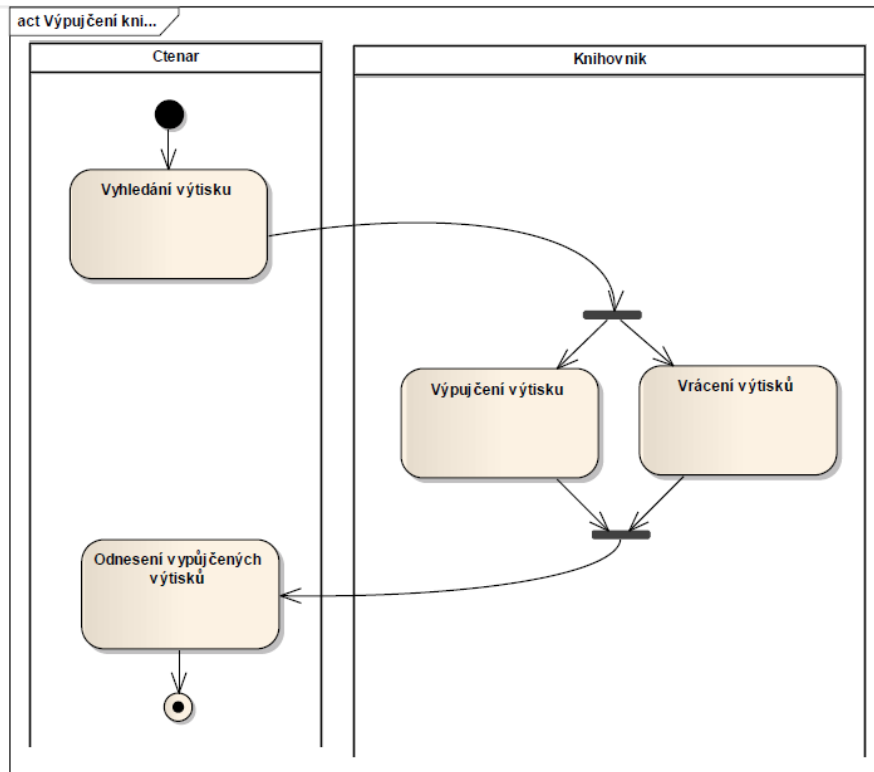 act Výpujčení kni...
Ctenar
Knihovnik
Vyhledání výtisku
Výpujčení výtisku
Vrácení výtisků
Odnesení vypůjčených
výtisků